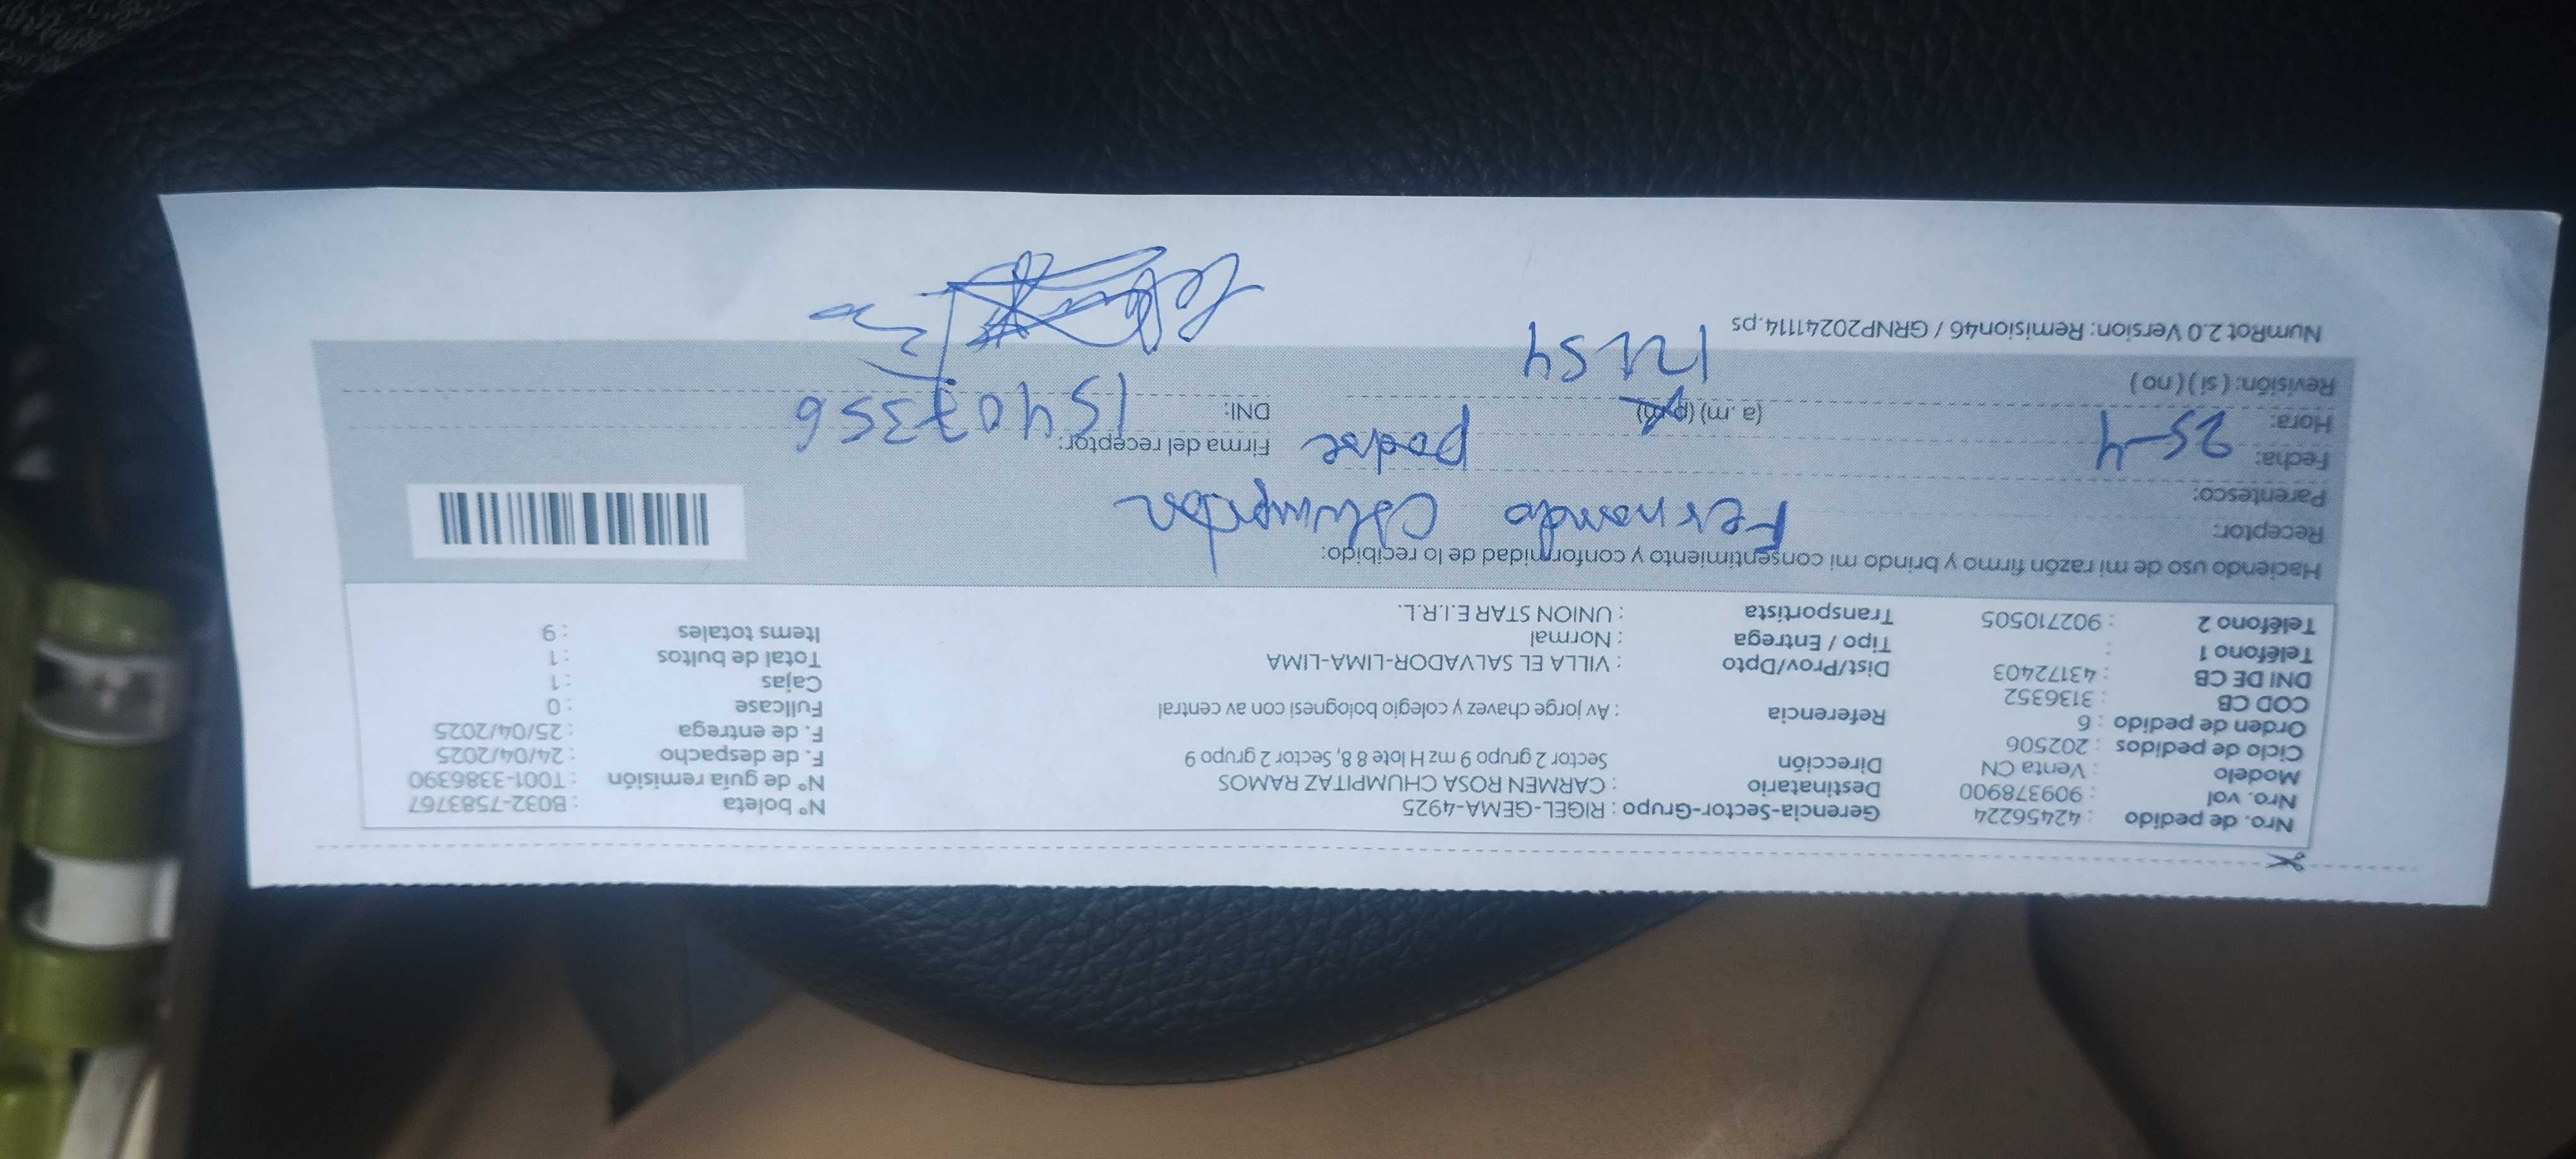 Nro. de pedido : 42456224 Gerencia-Sector-Grupo : RIGEL-GEMA-4925 N° boleta : B032-7583767
Nro. vol : 909378900 Destinatario : CARMEN ROSA CHUMPITAZ RAMOS N° de guía remisión : T001-3386390
Modelo : Venta CN Dirección Sector 2 grupo 9 mz H lote 8 8, Sector 2 grupo 9 F. de despacho : 24/04/2025
Ciclo de pedidos : 202506 F. de entrega : 25/04/2025
Orden de pedido : 6 Referencia : Av jorge chavez y colegio bolognesi con av central Fullcase : 0
COD CB : 3136352 Cajas : 1
DNI DE CB : 43172403 Dist/Prov/Dpto : VILLA EL SALVADOR-LIMA-LIMA Total de bultos : 1
Teléfono 1 : Tipo / Entrega : Normal Items totales : 9
Teléfono 2 : 902710505 Transportista : UNION STAR E.I.R.L.
Haciendo uso de mi razón firmo y brindo mi consentimiento y conformidad de lo recibido:
Receptor: Fernando
Parentesco: padre
Fecha: 25-4 Firma del receptor:
Hora: (a. m) (p. m) DNI: 15407356
Revisión: ( si ) ( no ) 12:54
NumRot 2.0 Version: Remision46 / GRNP20241114.ps